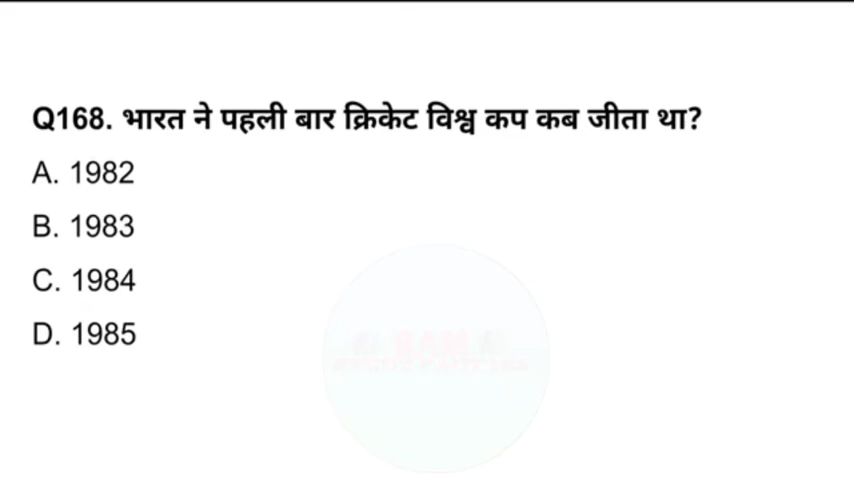 Q168. भारत ने पहली बार क्रिकेट विश्व कप कब जीता था?
A. 1982
B. 1983
C. 1984
D. 1985